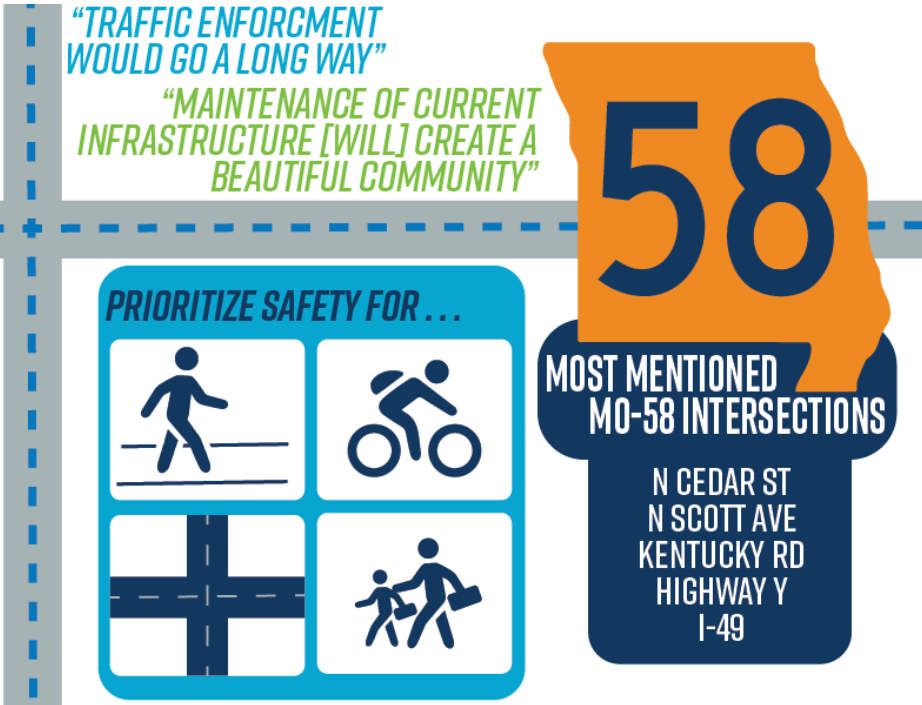 “TRAFFIC ENFORCMENT
WOULD GO A LONG WAY”
“MAINTENANCE OF CURRENT
INFRASTRUCTURE [WILL] CREATE A
BEAUTIFUL COMMUNITY”
58
PRIORITIZE SAFETY FOR . . .
MOST MENTIONED
MO-58 INTERSECTIONS
N CEDAR ST
N SCOTT AVE
KENTUCKY RD
HIGHWAY Y
I-49